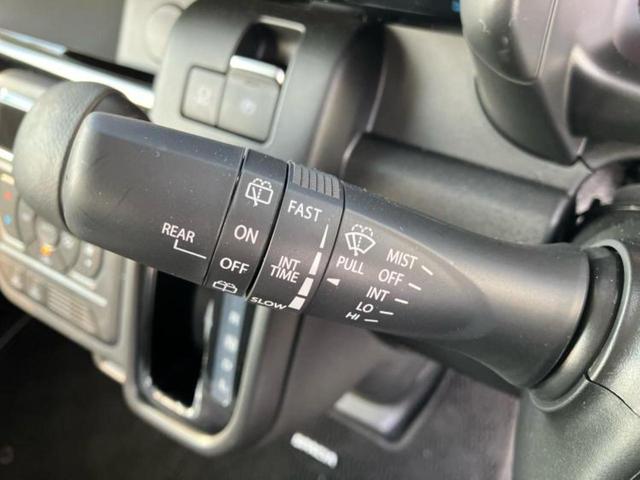 REAR
ON
OFF
FAST
INT
TIME
SLOW
PULL
MIST
OFF
INT
LO
HI